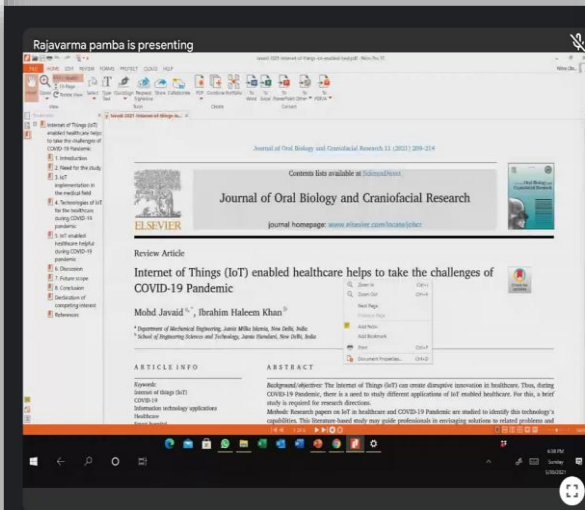 Rajavarma pamba is presenting
FILE HOME EDIT REVIEW FORMS PROTECT CLOUD HELP
Internet of Things (IoT)
enabled healthcare helps
to take the challenges of
COVID-19 Pandemic
1. Introduction
2. Need for the study
3. IoT
implementation in
the medical field
4. Technologies of IoT
for the healthcare
during COVID-19
pandemic
5. IoT enabled
healthcare helpful
during COVID-19
pandemic
6. Discussion
7. Future scope
8. Conclusion
Declaration of
competing interest
References
Journal of Oral Biology and Craniofacial Research 11 (2021) 209–214
Contents lists available at ScienceDirect
Journal of Oral Biology and Craniofacial Research
journal homepage: www.elsevier.com/locate/jobcr
ELSEVIER
Review Article
Internet of Things (IoT) enabled healthcare helps to take the challenges of
COVID-19 Pandemic
Mohd Javaid, Ibrahim Haleem Khan
Department of Mechanical Engineering, Jamia Millia Islamia, New Delhi, India
School of Engineering Sciences and Technology, Jamia Hamdard, New Delhi, India
Zoom In
Zoom Out
Next Page
Previous Page
Add Note
Add Bookmark
Print
Document Properties...
ARTICLE INFO
Keywords:
Internet of things (IoT)
COVID-19
Information technology applications
Healthcare
ABSTRACT
Background/objectives: The Internet of Things (IoT) can create disruptive innovation in healthcare. Thus, during
COVID-19 Pandemic, there is a need to study different applications of IoT enabled healthcare. For this, a brief
study is required for research directions.
Methods: Research papers on IoT in healthcare and COVID-19 Pandemic are studied to identify this technology's
capabilities. This literature-based study may guide professionals in envisaging solutions to related problems and
Sunday